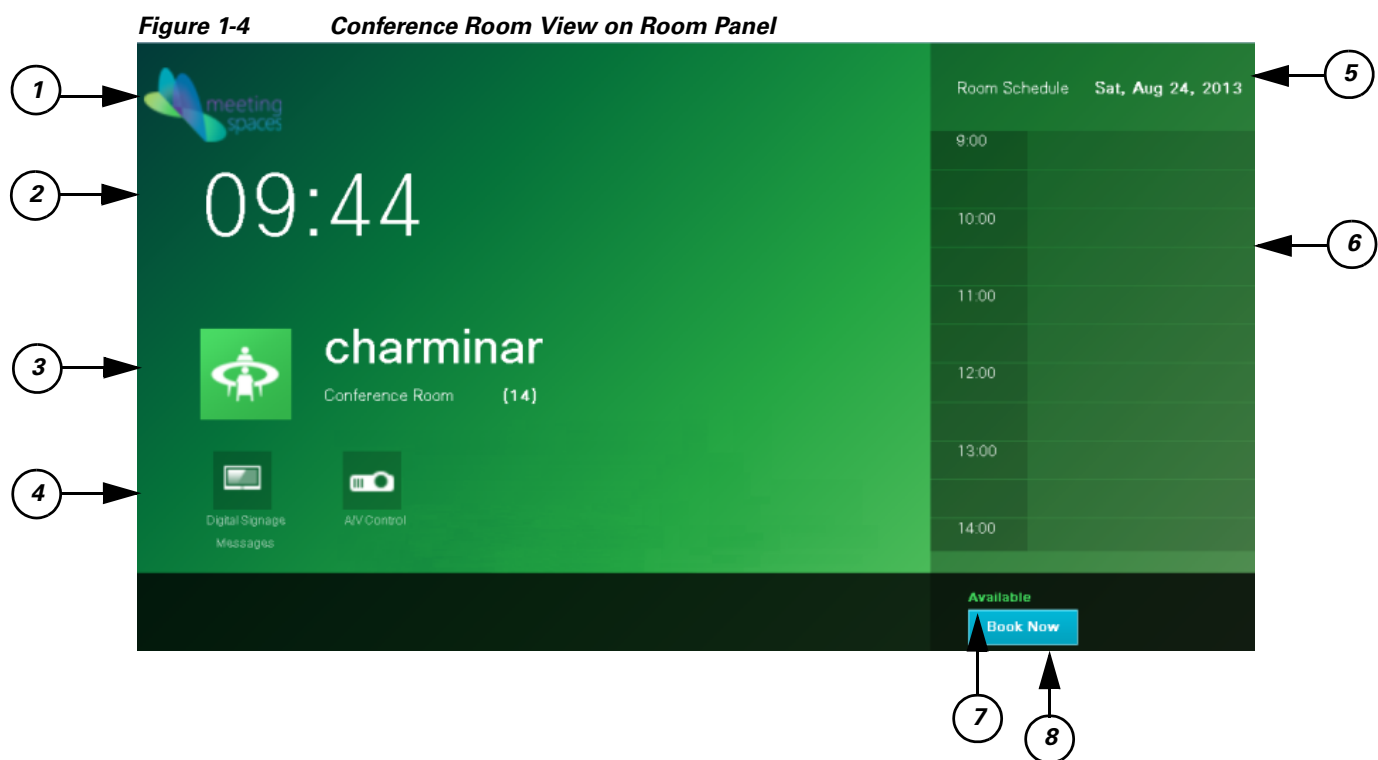 Figure 1-4 Conference Room View on Room Panel
1
meeting
spaces
2
09:44
3
charminar
Conference Room (14)
4
Digital Signage
Messages
A/V Control
5
Room Schedule Sat, Aug 24, 2013
9:00
10:00
6
11:00
12:00
13:00
14:00
Available
Book Now
7
8